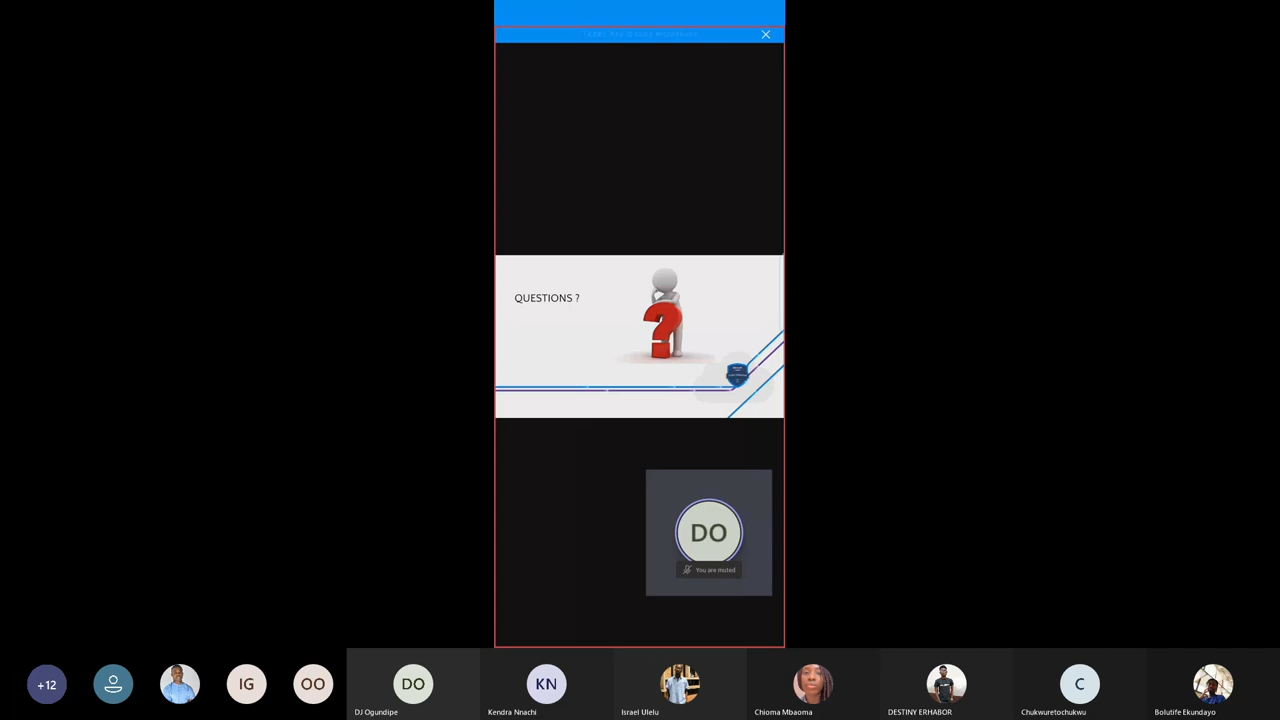 QUESTIONS ?
DO
You are muted
+12
IG
OO
DO
DJ Ogundipe
KN
Kendra Nnachi
Israel Ulelu
Chioma Mbaoma
DESTINY ERHABOR
C
Chukwuretochukwu
Bolutife Ekundayo